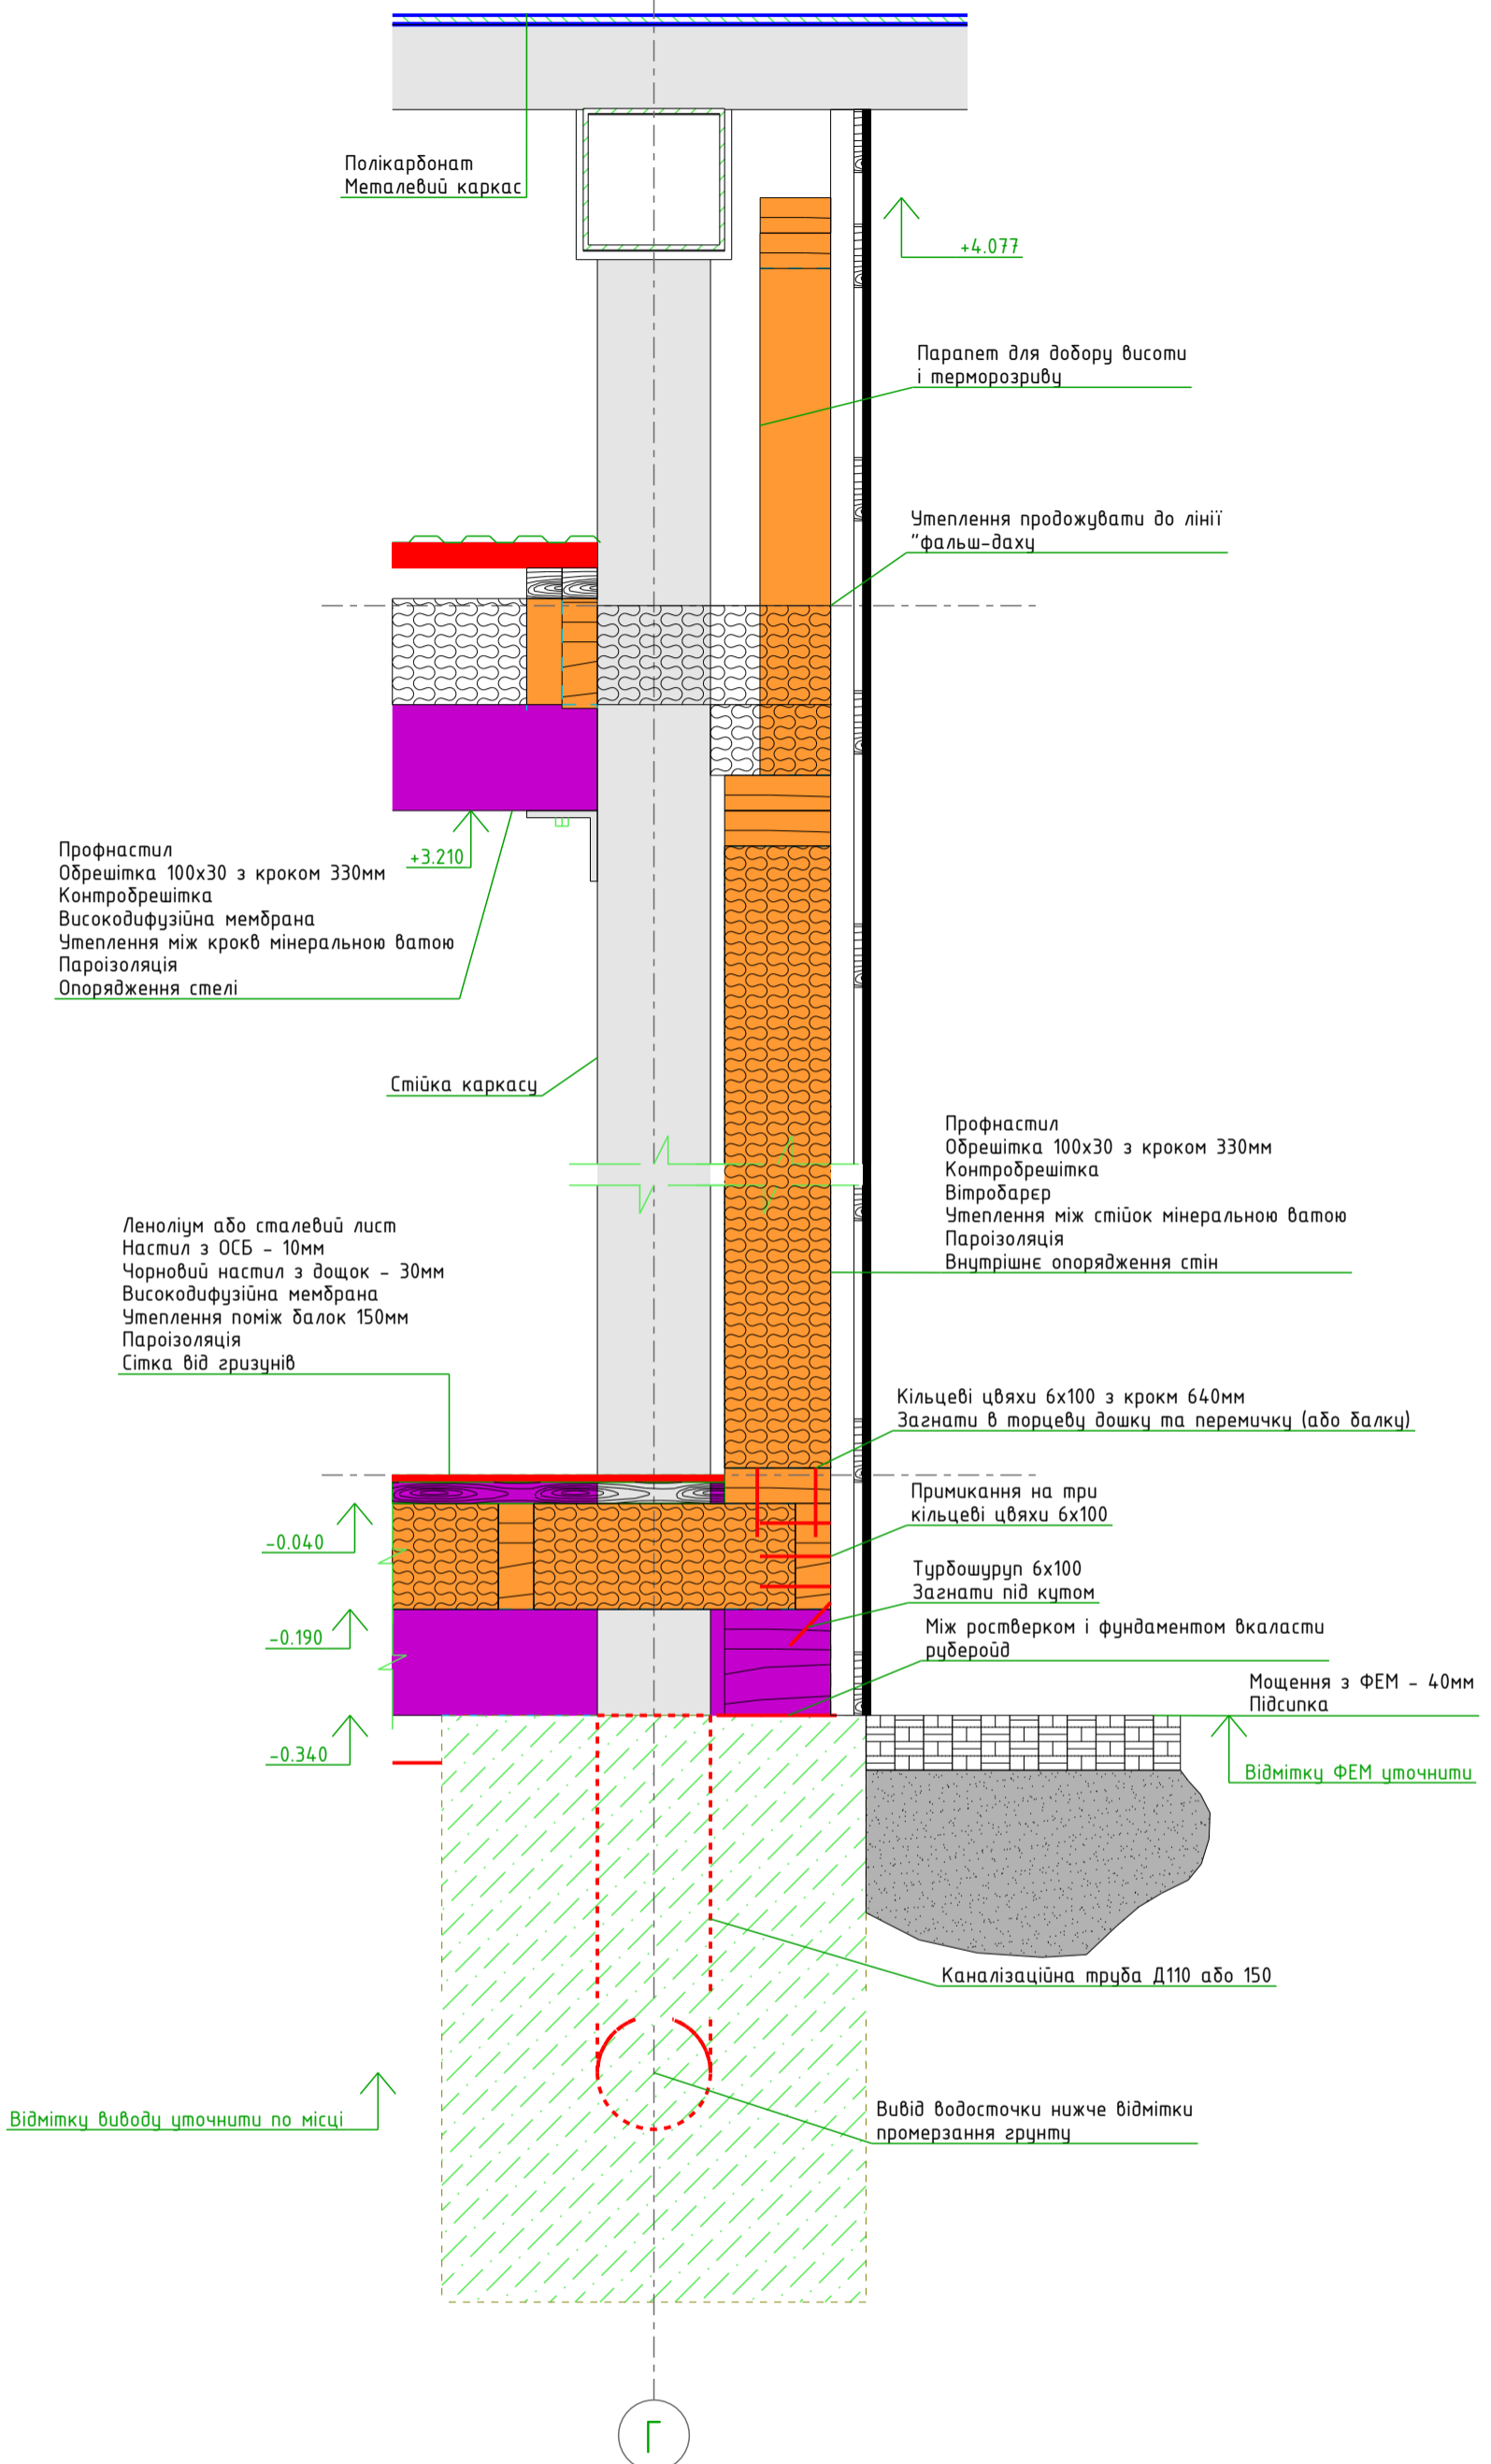 Полікарбонат
Металевий каркас
+4.077
Парапет для добору висоти
і терморозриву
Утеплення продожувати до лінії
“фальш-даху
Профнастил
Обрешітка 100х30 з кроком 330мм
Контробрешітка
Високодифузійна мембрана
Утеплення між крокв мінеральною ватою
Пароізоляція
Опорядження стелі
+3.210
Стійка каркасу
Профнастил
Обрешітка 100х30 з кроком 330мм
Контробрешітка
Вітробарєр
Утеплення між стійок мінеральною ватою
Пароізоляція
Внутрішнє опорядження стін
Леноліум або сталевий лист
Настил з ОСБ - 10мм
Чорновий настил з дощок - 30мм
Високодифузійна мембрана
Утеплення поміж балок 150мм
Пароізоляція
Сітка від гризунів
Кільцеві цвяхи 6х100 з крокм 640мм
Загнати в торцеву дошку та перемичку (або балку)
Примикання на три
кільцеві цвяхи 6х100
-0.040
Турбошуруп 6х100
Загнати під кутом
-0.190
Між ростверком і фундаментом вкаласти
руберойд
Мощення з ФЕМ - 40мм
Підсипка
-0.340
Відмітку ФЕМ уточнити
Каналізаційна труба Д110 або 150
Відмітку виводу уточнити по місці
Вивід водосточки нижче відмітки
промерзання грунту
Г